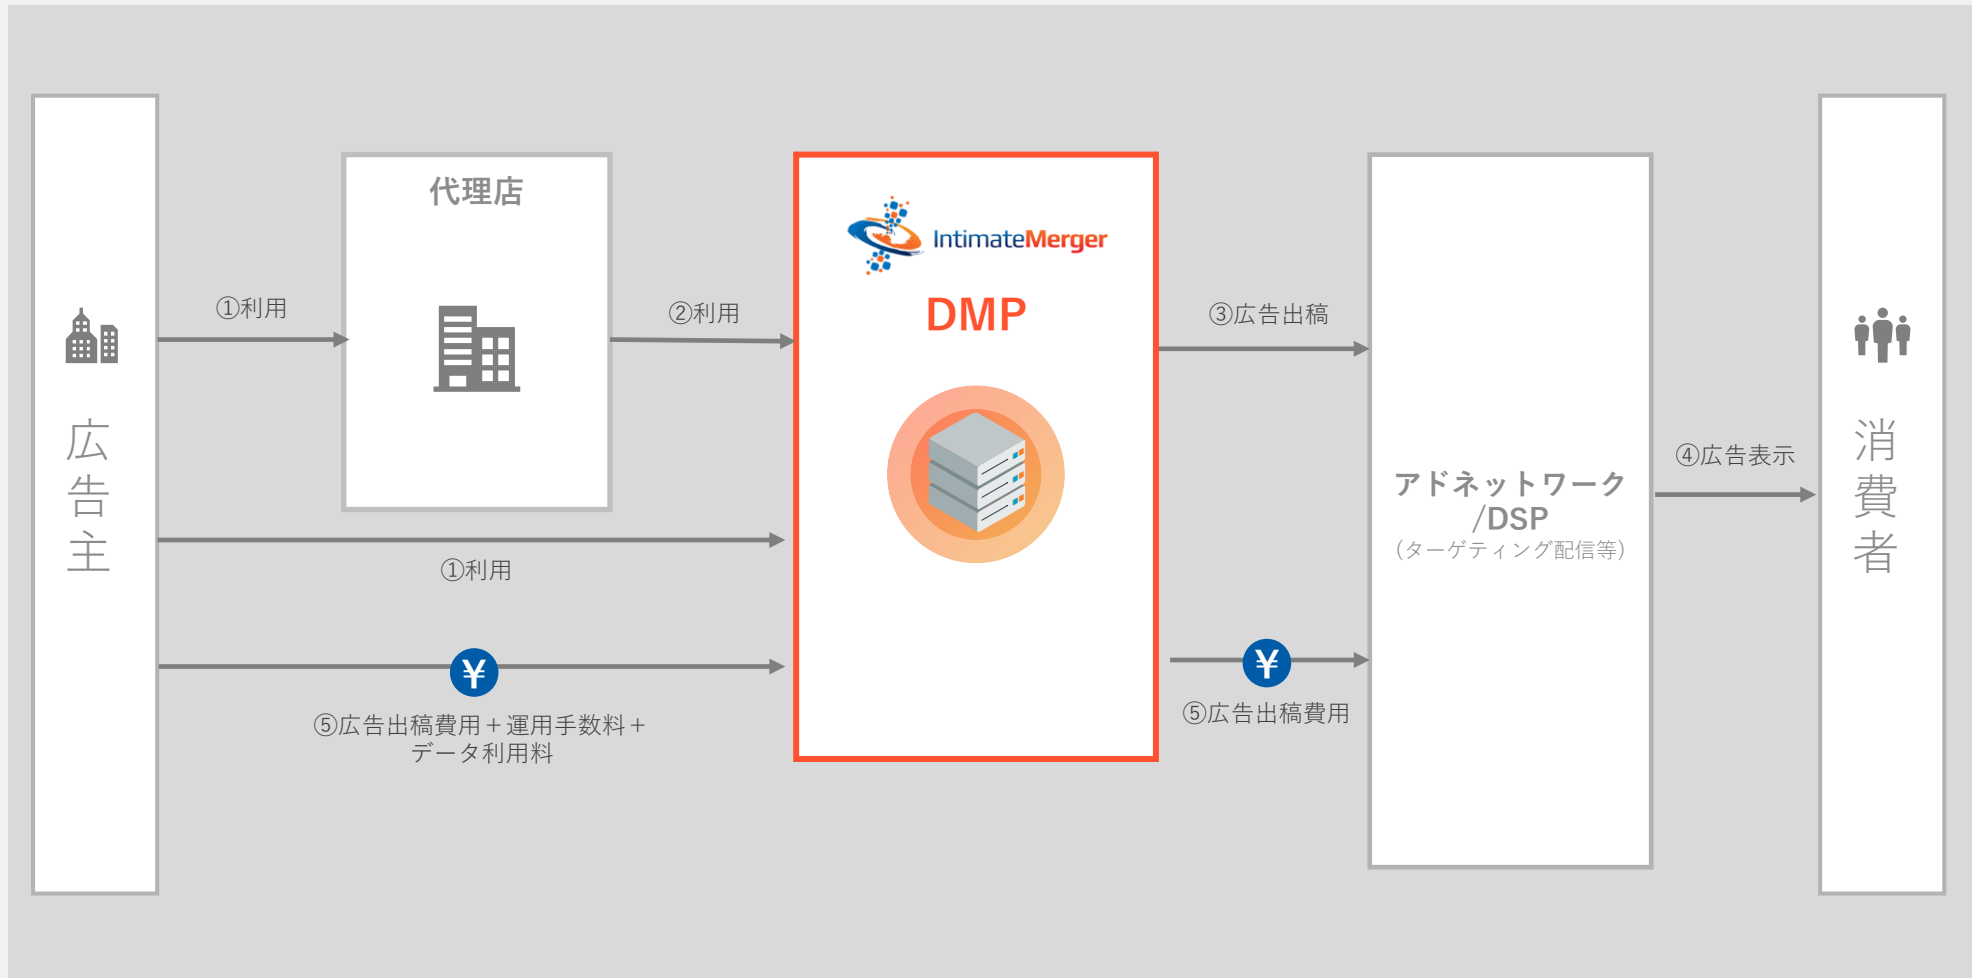 広告主
①利用
代理店
②利用
①利用
¥
⑤広告出稿費用＋運用手数料＋
データ利用料
IntimateMerger
DMP
③広告出稿
¥
⑤広告出稿費用
アドネットワーク
/DSP
(ターゲティング配信等)
④広告表示
消費者